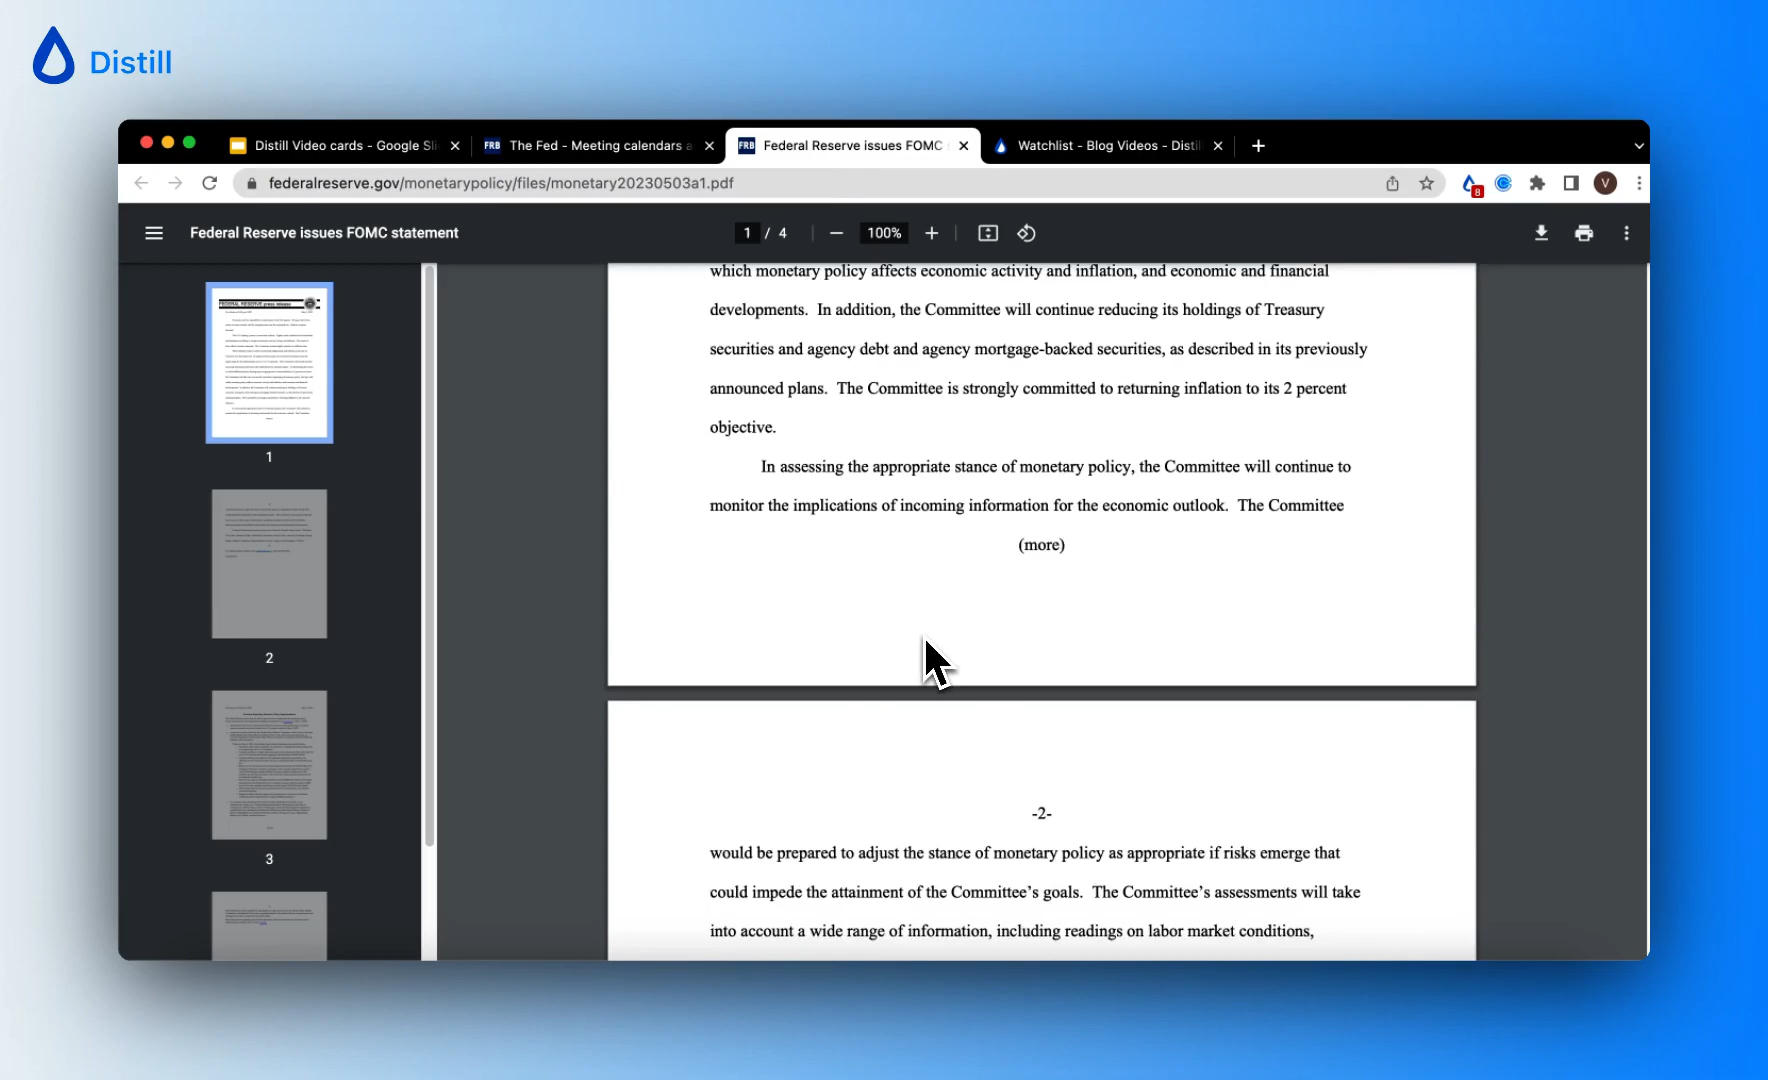 Distill
Distill Video cards - Google Sli
FRB The Fed - Meeting calendars a
FRB Federal Reserve issues FOMC
Watchlist - Blog Videos - Distil
federalreserve.gov/monetarypolicy/files/monetary20230503a1.pdf
8
V
Federal Reserve issues FOMC statement
1 / 4
100%
which monetary policy affects economic activity and inflation, and economic and financial
developments. In addition, the Committee will continue reducing its holdings of Treasury
securities and agency debt and agency mortgage-backed securities, as described in its previously
announced plans. The Committee is strongly committed to returning inflation to its 2 percent
objective.
In assessing the appropriate stance of monetary policy, the Committee will continue to
monitor the implications of incoming information for the economic outlook. The Committee
(more)
-2-
would be prepared to adjust the stance of monetary policy as appropriate if risks emerge that
could impede the attainment of the Committee's goals. The Committee's assessments will take
into account a wide range of information, including readings on labor market conditions,
FEDERAL RESERVE press release
1
2
3